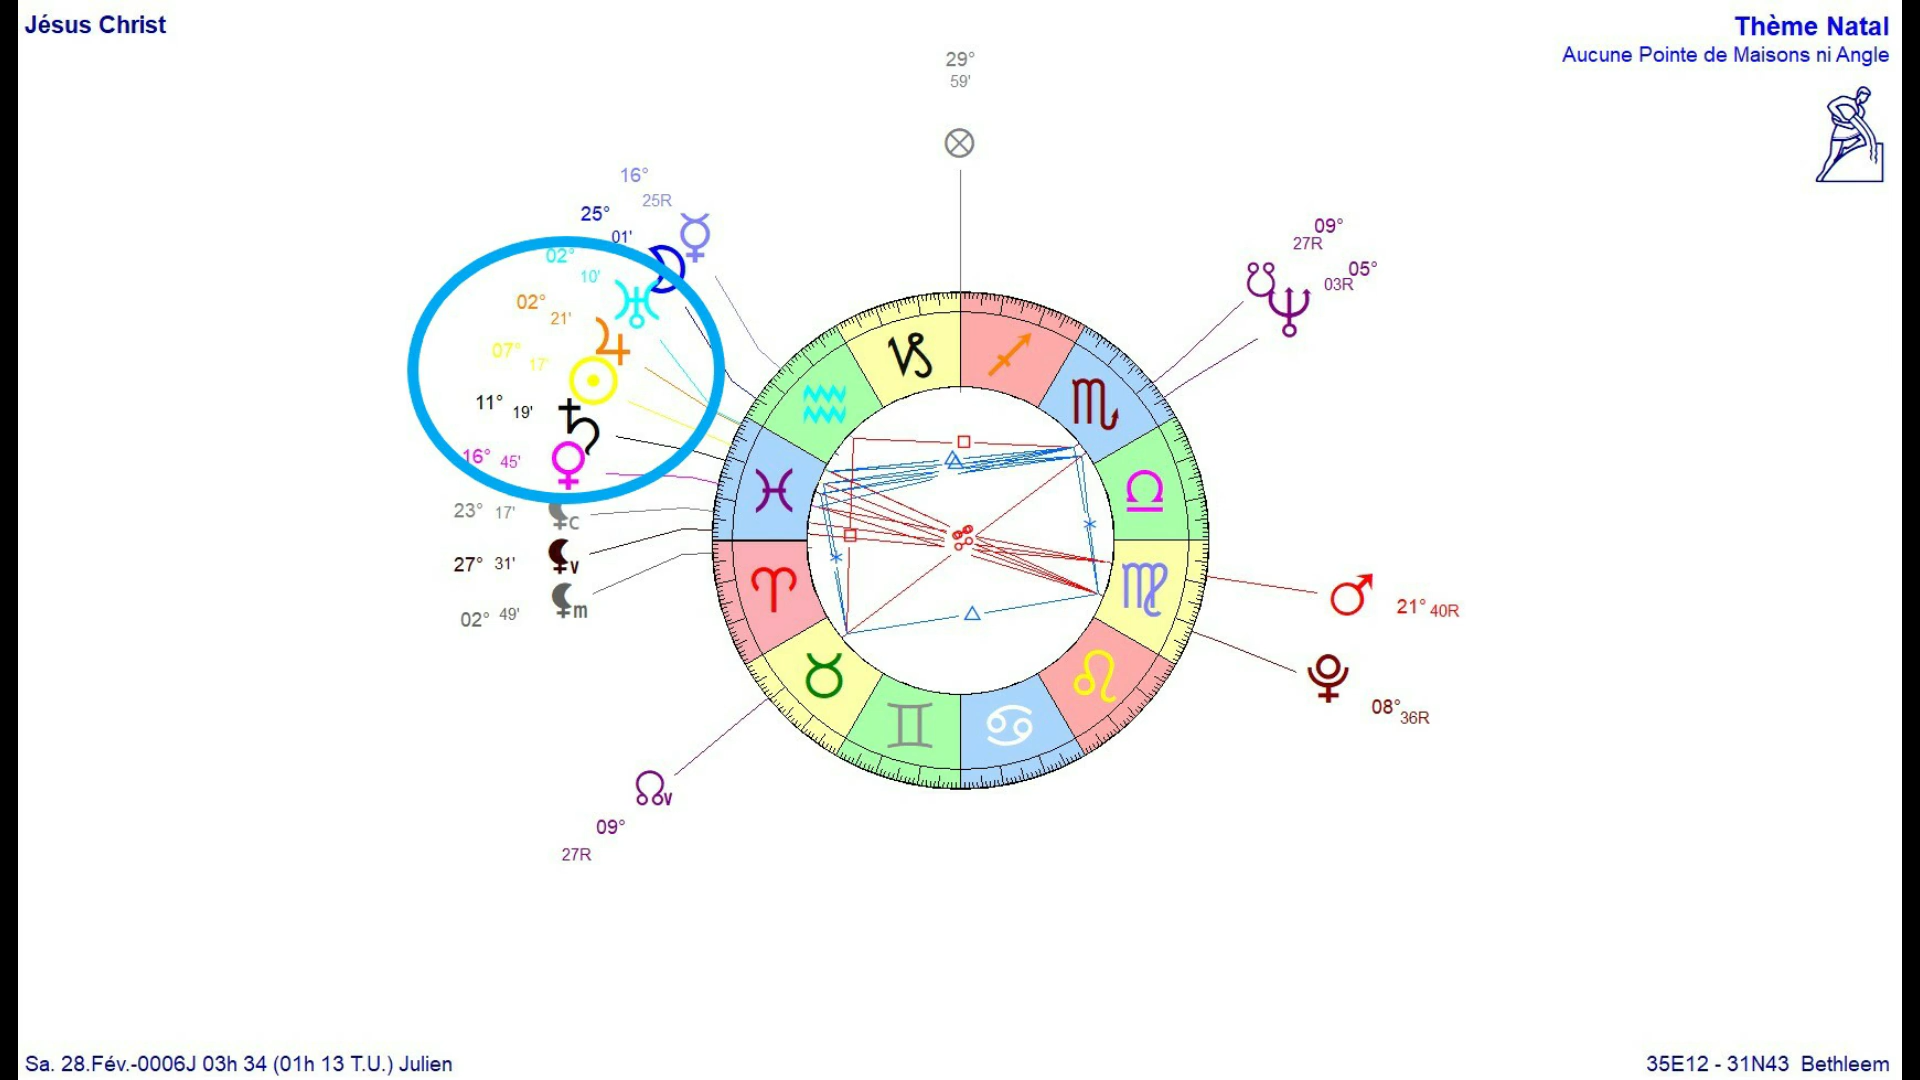 Jésus Christ
Thème Natal
Aucune Pointe de Maisons ni Angle
29°
59'
16°
25R
25°
01'
02°
10'
02°
21'
07°
17'
11° 19'
16° 45'
23° 17'
c
27° 31'
v
02° 49'
m
09°
27R
05°
03R
21° 40R
08° 36R
v
09°
27R
Sa. 28.Fév.-0006J 03h 34 (01h 13 T.U.) Julien
35E12 - 31N43 Bethleem